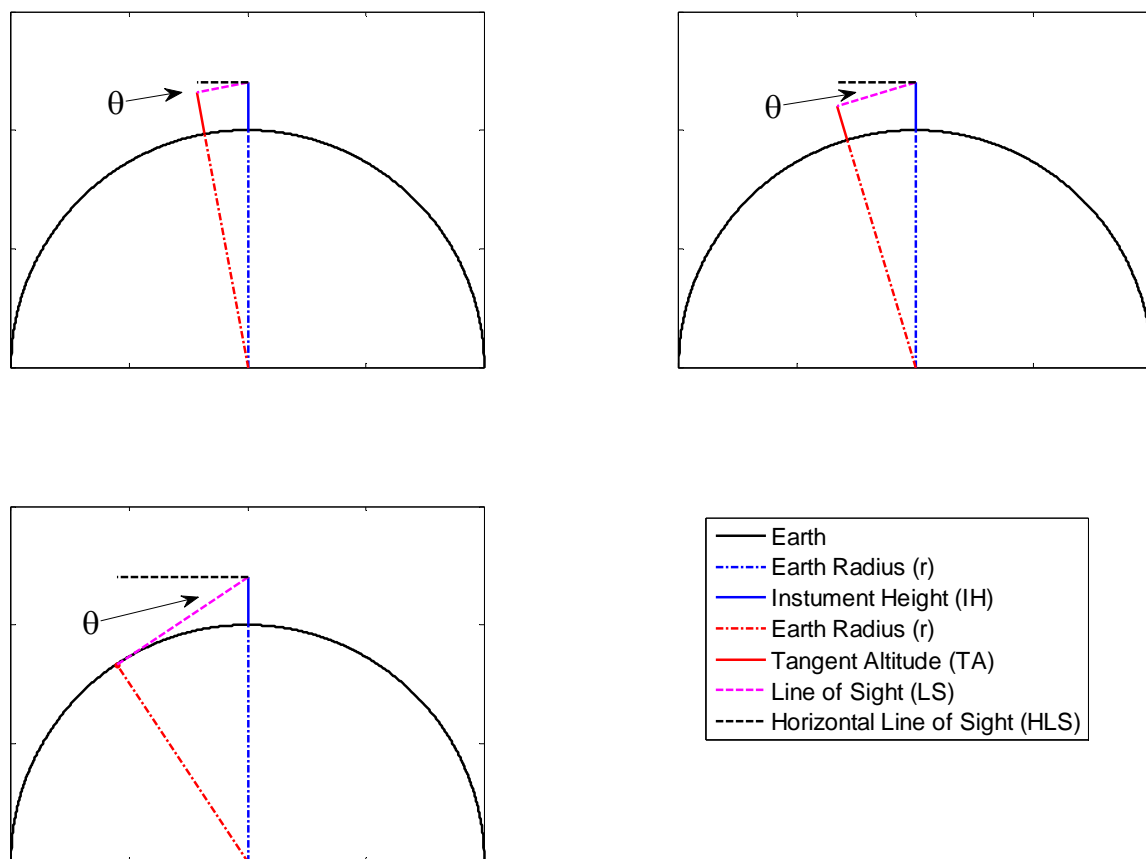 θ
θ
θ
Earth
Earth Radius (r)
Instument Height (IH)
Earth Radius (r)
Tangent Altitude (TA)
Line of Sight (LS)
Horizontal Line of Sight (HLS)